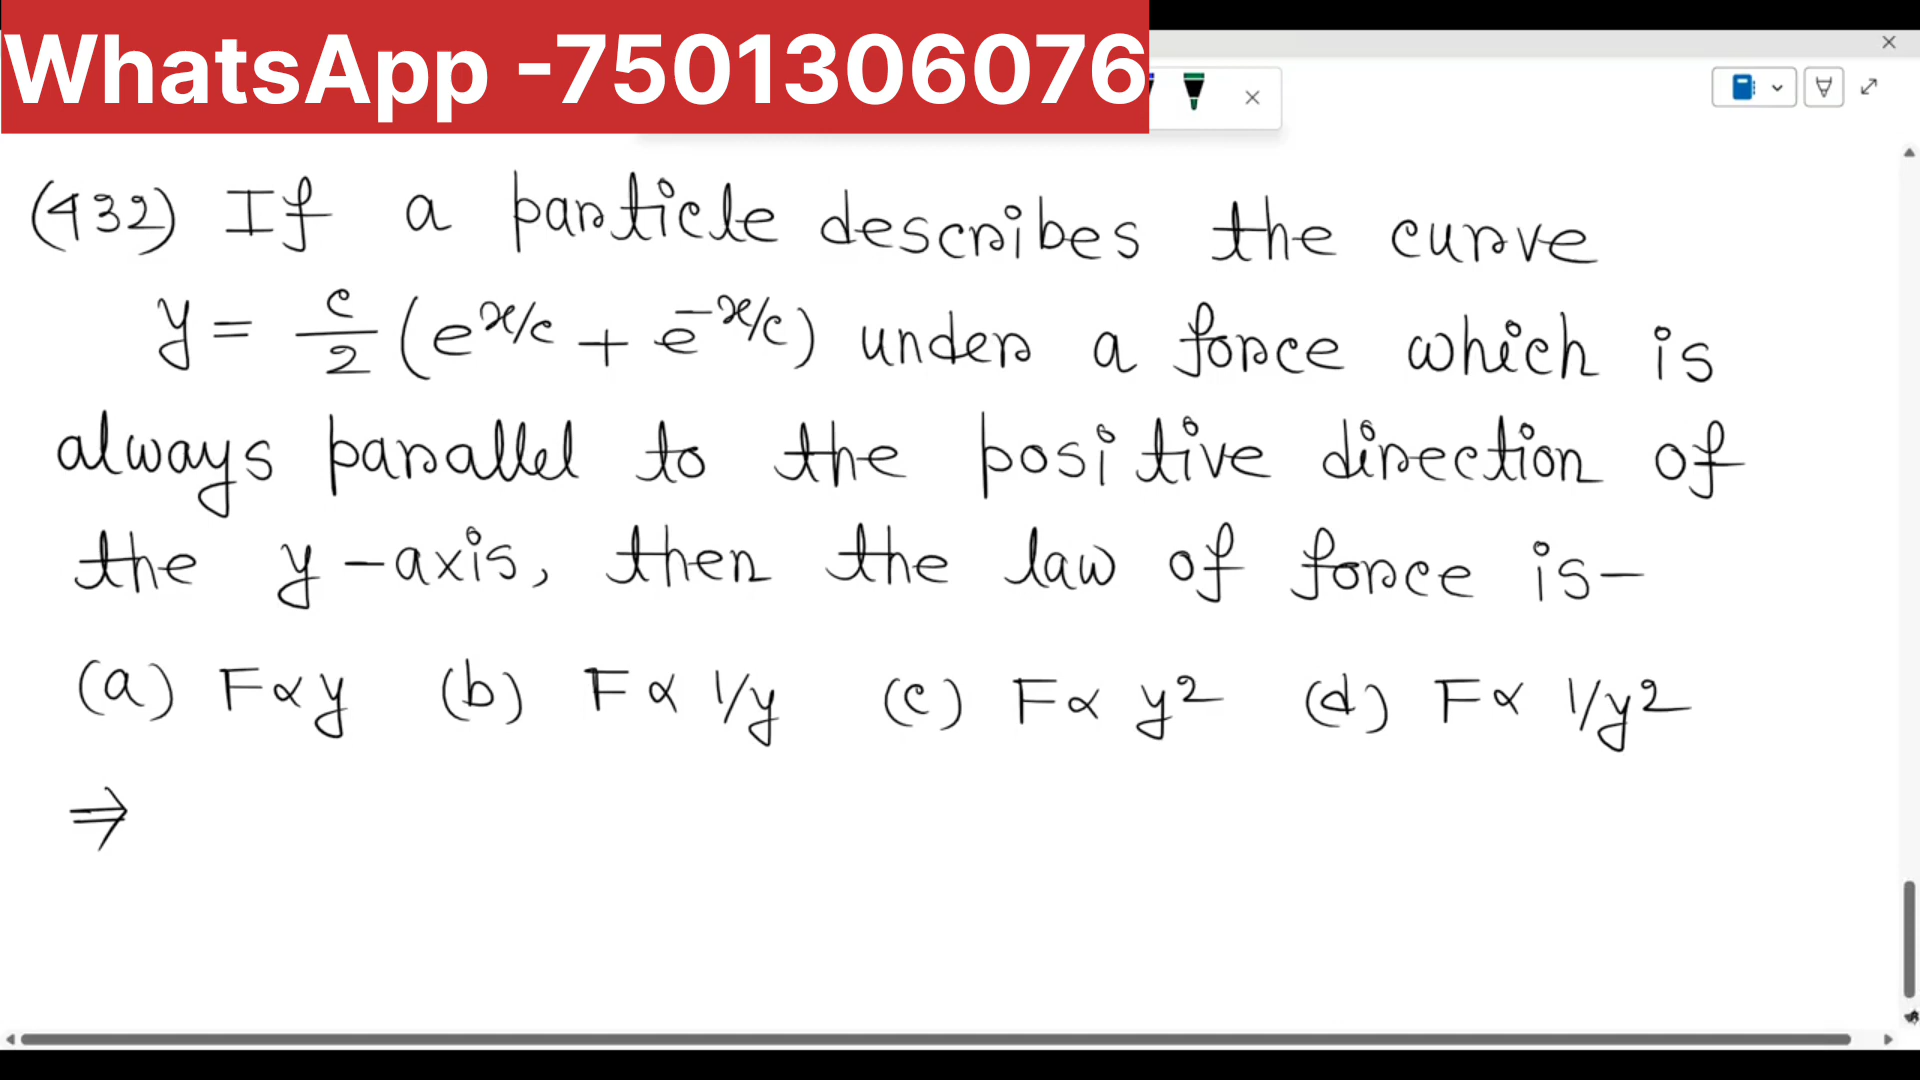 WhatsApp -7501306076
(432) If a particle describes the curve
y = c/2 (e^x/c + e^-x/c) under a force which is
always parallel to the positive direction of
the y-axis, then the law of force is-
(a) F∝y (b) F∝ 1/y (c) F∝ y² (d) F∝ 1/y²
⇒